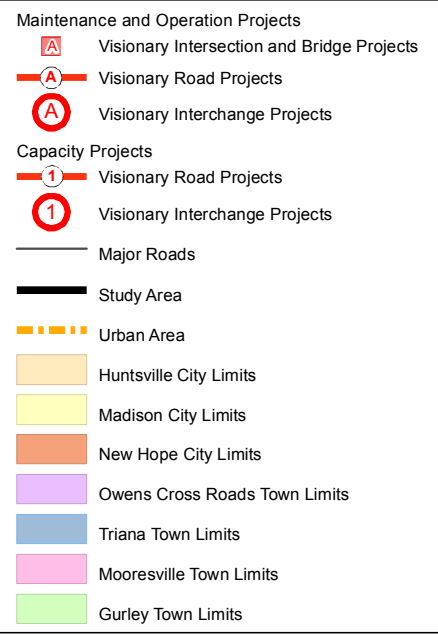 Maintenance and Operation Projects
A Visionary Intersection and Bridge Projects
A Visionary Road Projects
A Visionary Interchange Projects
Capacity Projects
1 Visionary Road Projects
1 Visionary Interchange Projects
Major Roads
Study Area
Urban Area
Huntsville City Limits
Madison City Limits
New Hope City Limits
Owens Cross Roads Town Limits
Triana Town Limits
Mooresville Town Limits
Gurley Town Limits